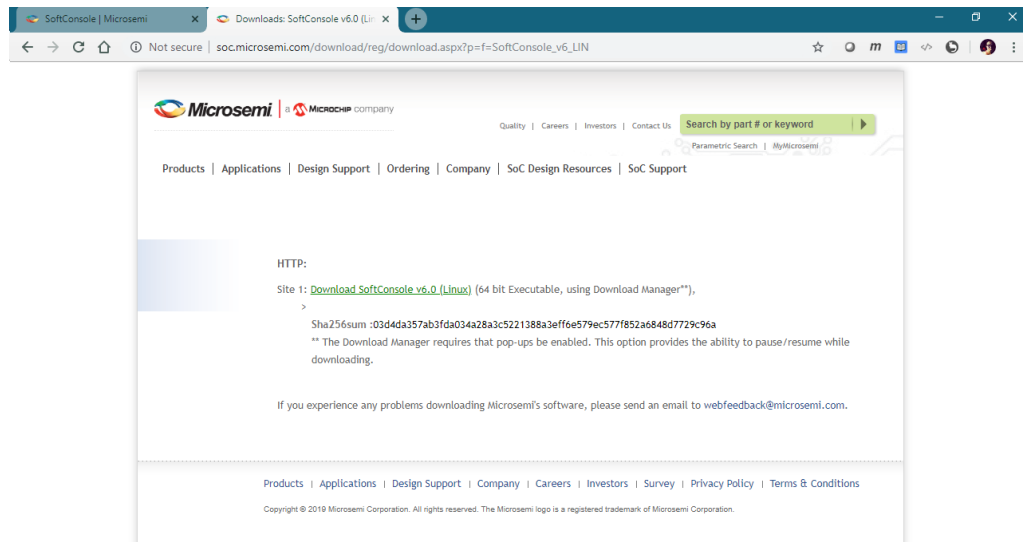 SoftConsole | Microsemi
Downloads: SoftConsole v6.0 (Lin
Not secure | soc.microsemi.com/download/reg/download.aspx?p=f=SoftConsole_v6_LIN
Microsemi. | a MICROCHIP company
Quality | Careers | Investors | Contact Us
Search by part # or keyword
Parametric Search | MyMicrosemi
Products | Applications | Design Support | Ordering | Company | SoC Design Resources | SoC Support
HTTP:
Site 1: Download SoftConsole v6.0 (Linux) (64 bit Executable, using Download Manager**),
>
Sha256sum :03d4da357ab3fda034a28a3c5221388a3eff6e579ec577f852a6848d7729c96a
** The Download Manager requires that pop-ups be enabled. This option provides the ability to pause/resume while
downloading.
If you experience any problems downloading Microsemi's software, please send an email to webfeedback@microsemi.com.
Products | Applications | Design Support | Company | Careers | Investors | Survey | Privacy Policy | Terms & Conditions
Copyright © 2019 Microsemi Corporation. All rights reserved. The Microsemi logo is a registered trademark of Microsemi Corporation.